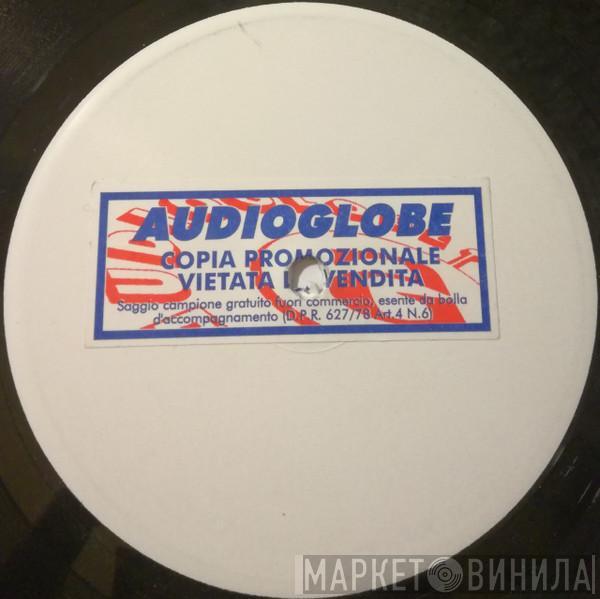 AUDIOGLOBE
COPIA PROMOZIONALE
VIETATA LA VENDITA
Saggio campione gratuito fuori commercio, esente da bolla
d'accompagnamento (D.P.R. 627/78 Art.4 N.6)
МАРКЕТ ВИНИЛА